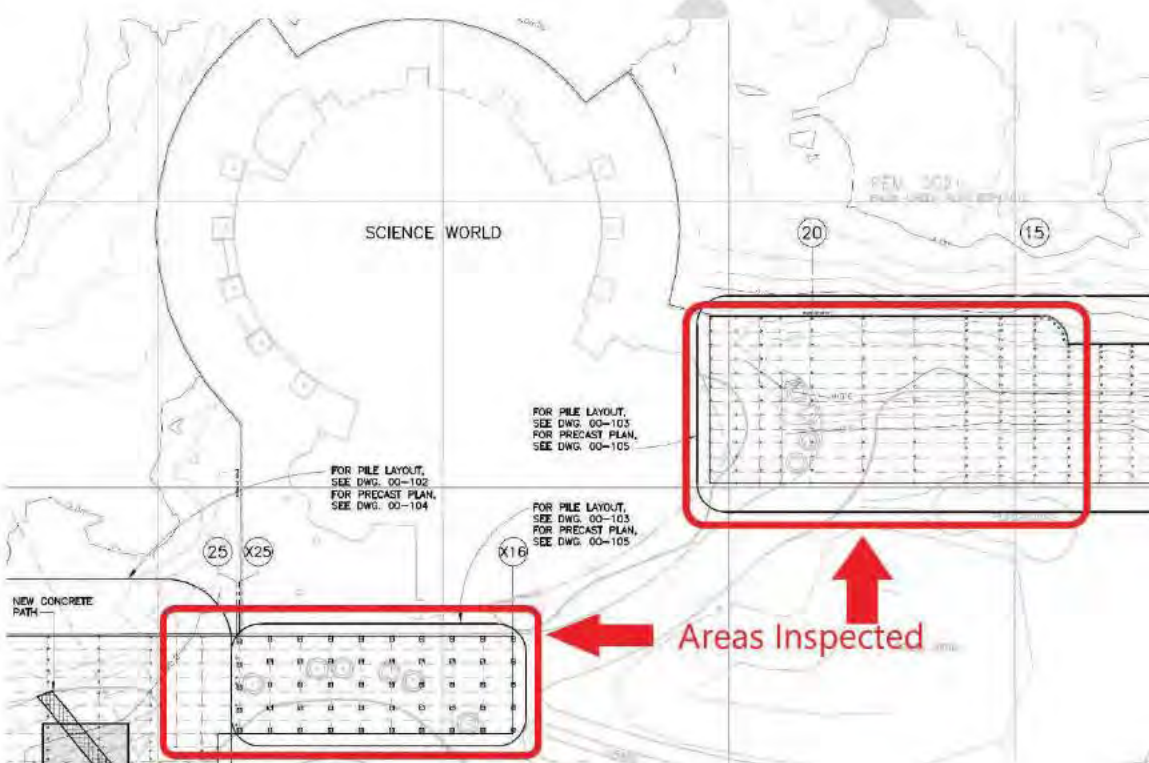 SCIENCE WORLD
20
15
FOR PILE LAYOUT,
SEE DWG. 00-103
FOR PRECAST PLAN,
SEE DWG. 00-105
FOR PILE LAYOUT,
SEE DWG. 00-102
FOR PRECAST PLAN,
SEE DWG. 00-104
FOR PILE LAYOUT,
SEE DWG. 00-103
FOR PRECAST PLAN,
SEE DWG. 00-105
25
X25
X16
NEW CONCRETE
PATH
Areas Inspected